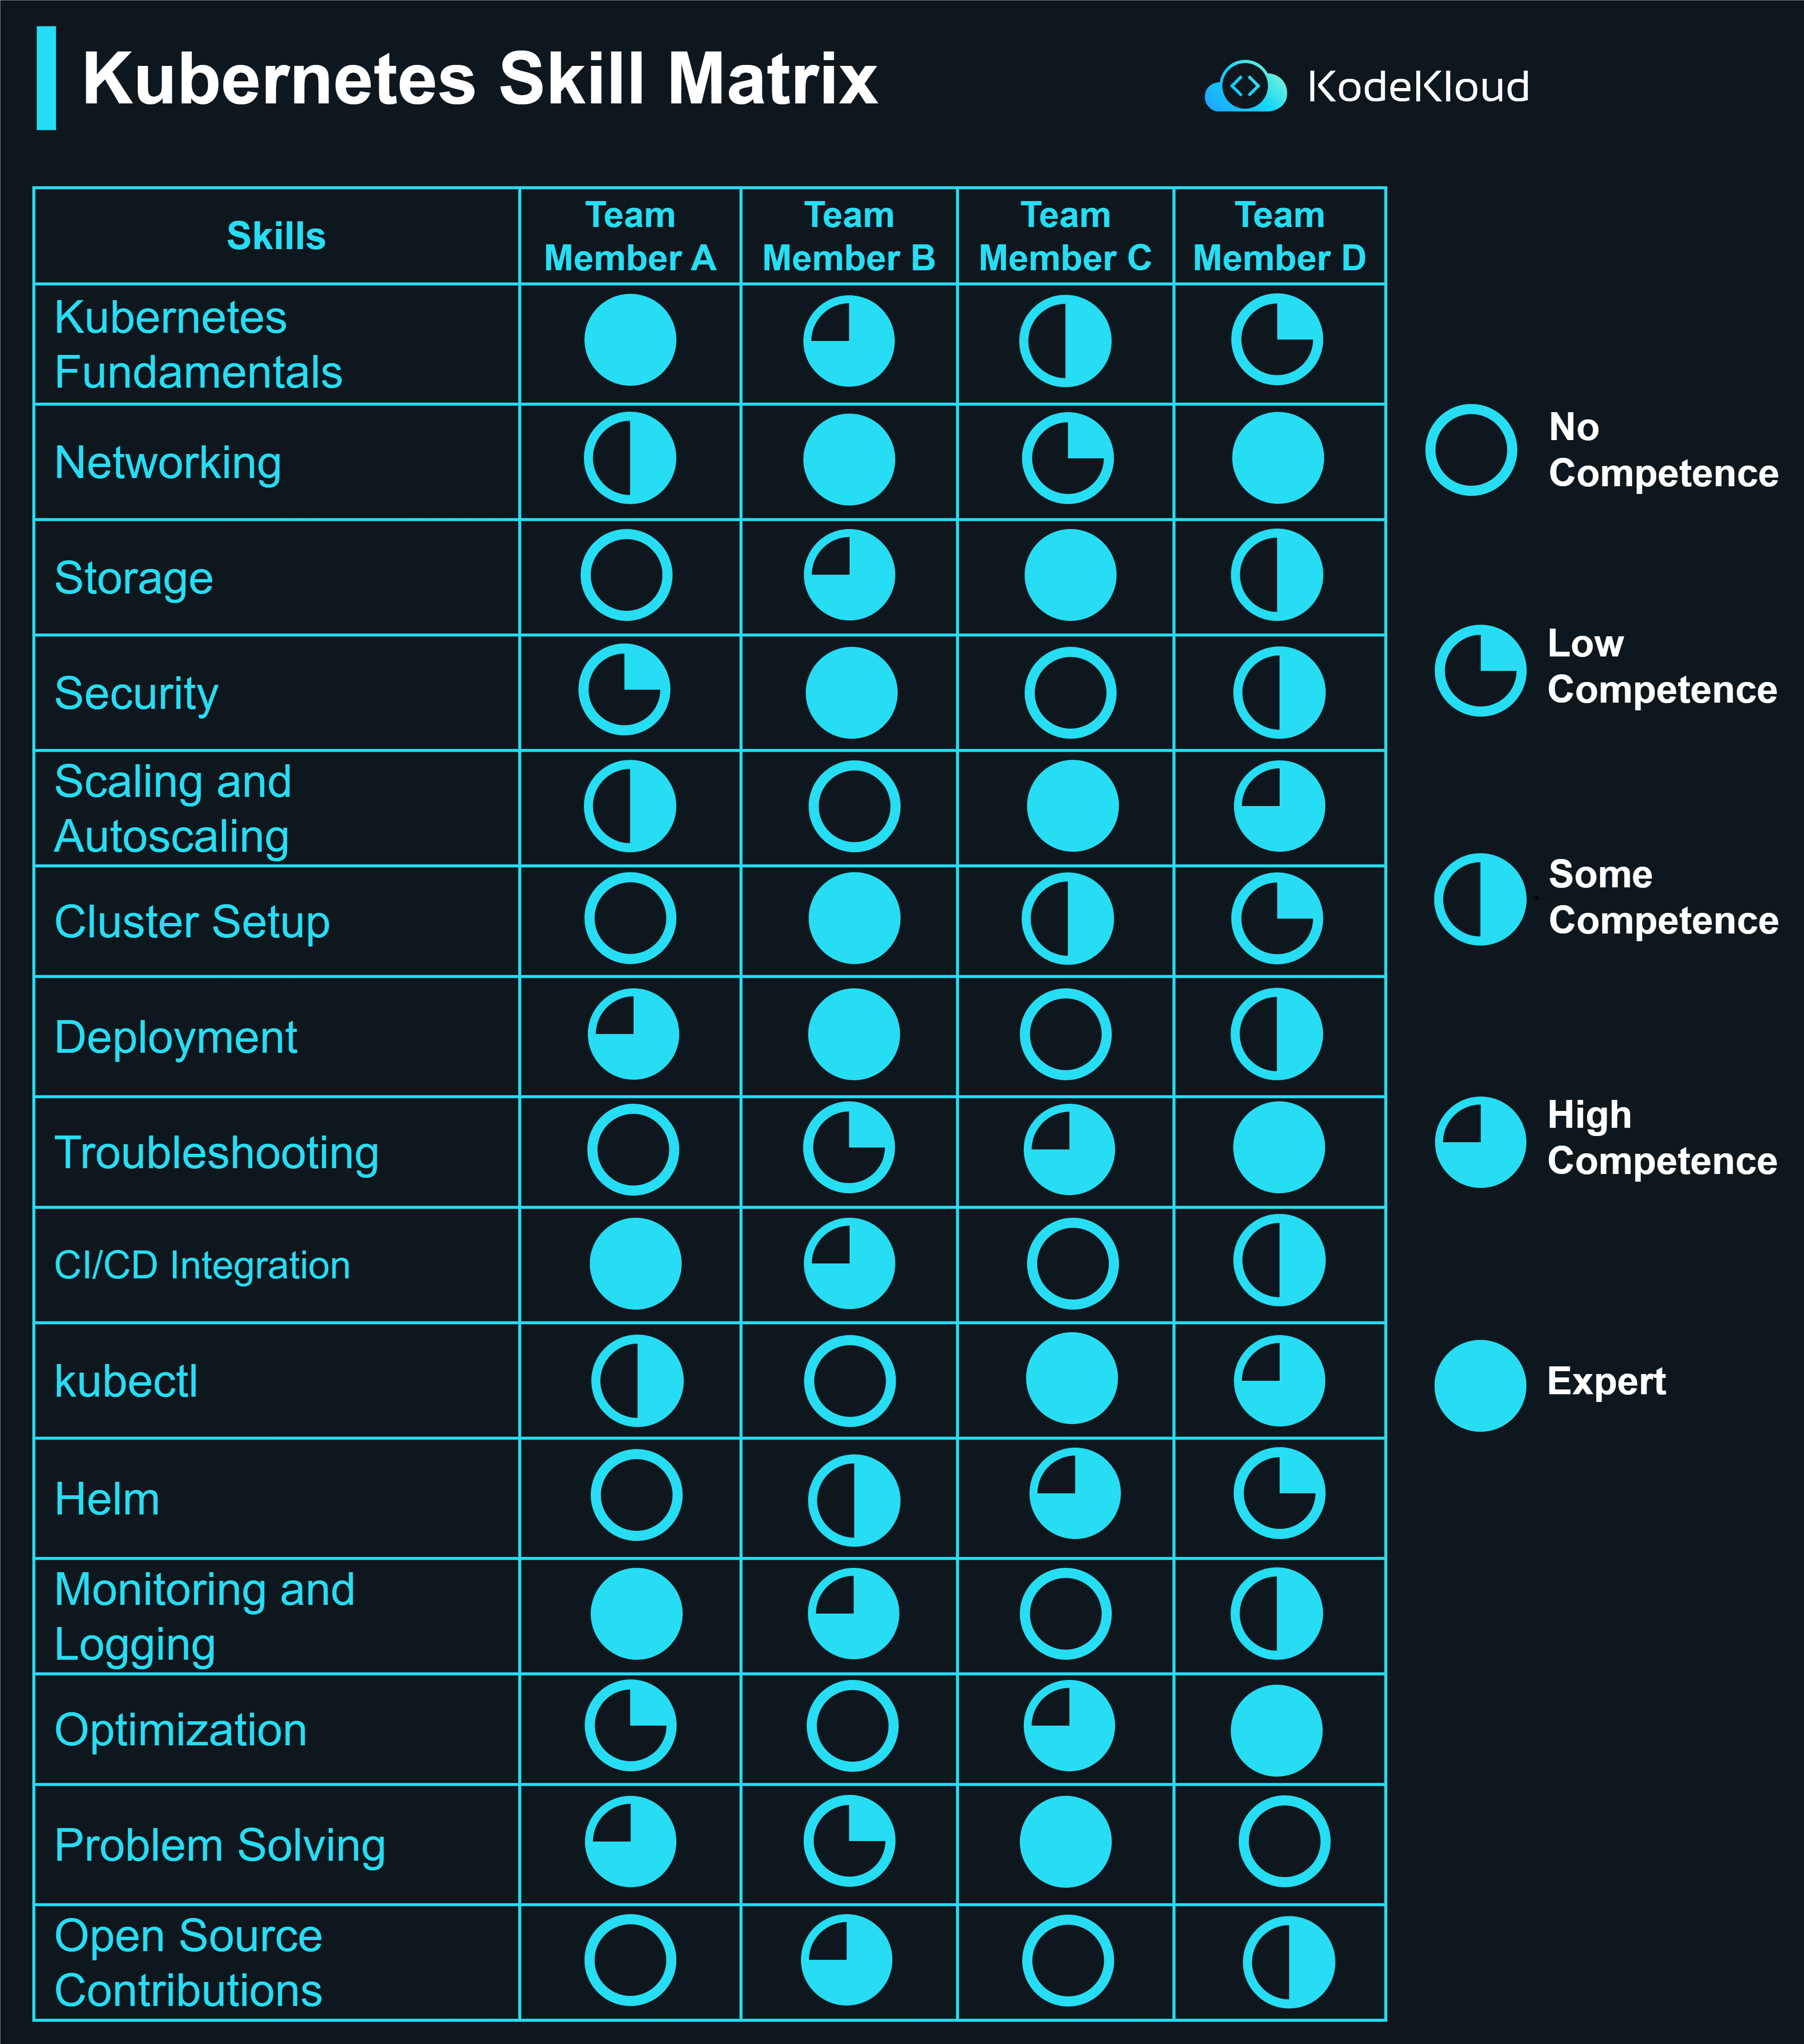 Kubernetes Skill Matrix
KodeKloud
Skills
Team
Member A
Team
Member B
Team
Member C
Team
Member D
Kubernetes
Fundamentals
Networking
Storage
Security
Scaling and
Autoscaling
Cluster Setup
Deployment
Troubleshooting
CI/CD Integration
kubectl
Helm
Monitoring and
Logging
Optimization
Problem Solving
Open Source
Contributions
No
Competence
Low
Competence
Some
Competence
High
Competence
Expert